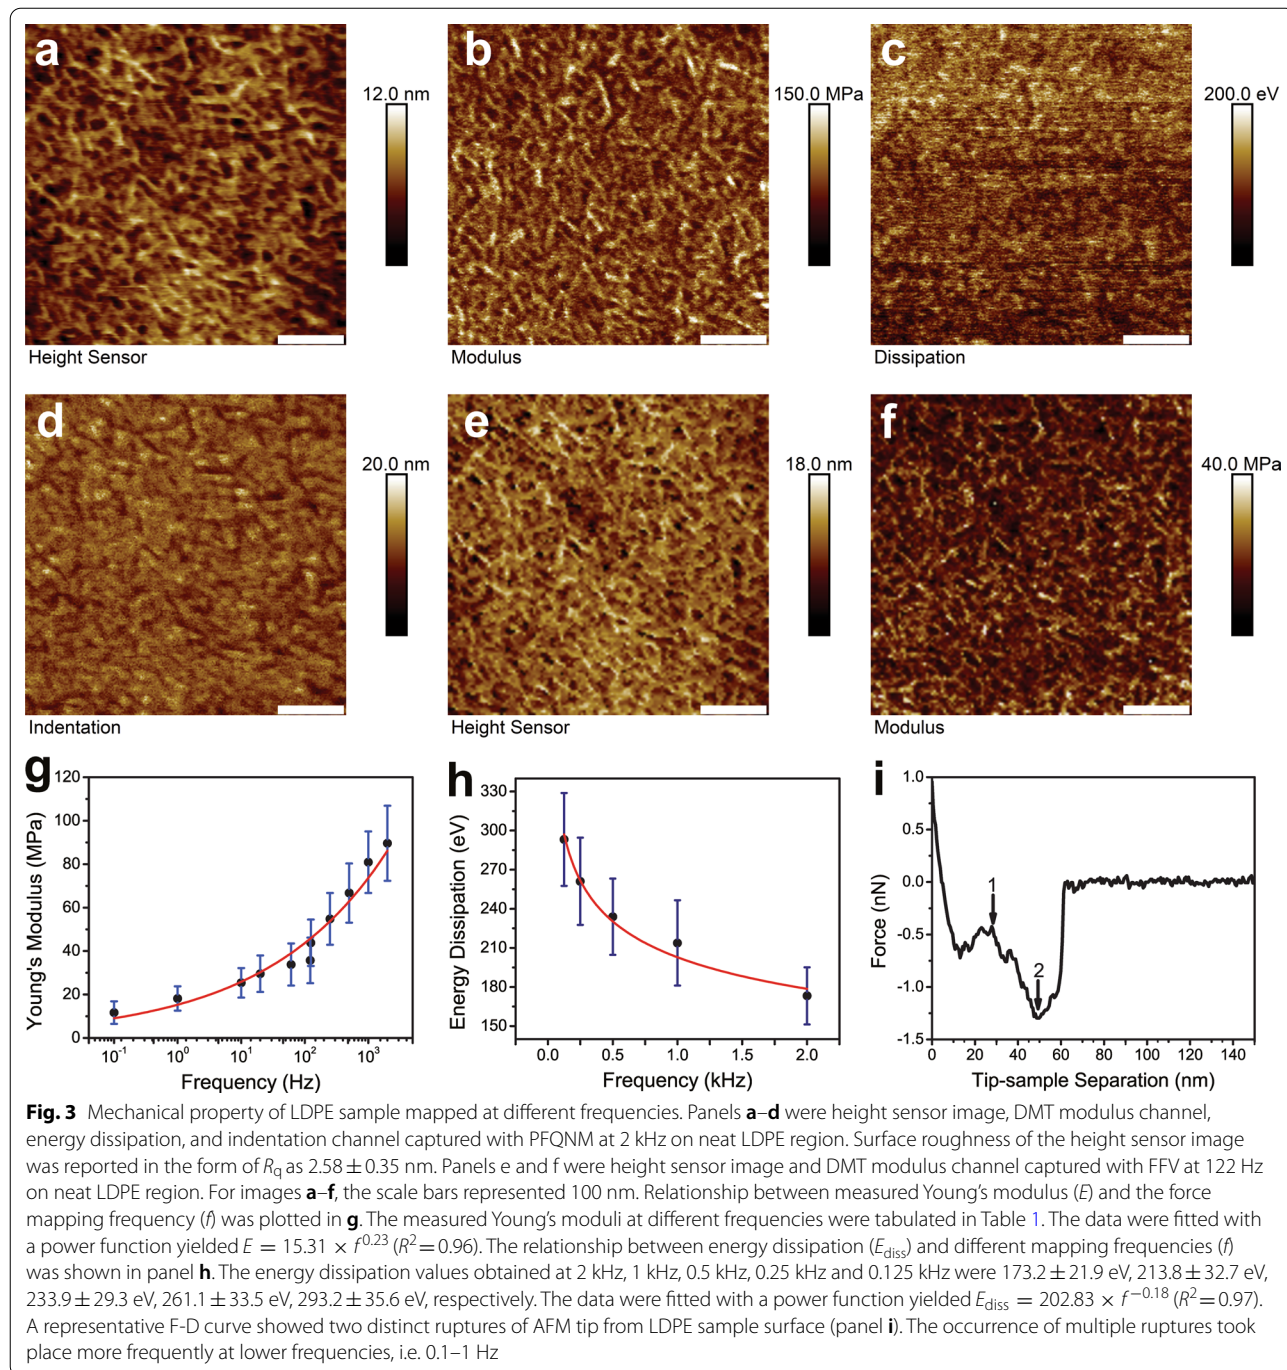 a
b
c
12.0 nm
150.0 MPa
200.0 eV
Height Sensor
Modulus
Dissipation
d
e
f
20.0 nm
18.0 nm
40.0 MPa
Indentation
Height Sensor
Modulus
g
Young's Modulus (MPa)
120
100
80
60
40
20
0
10⁻¹ 10⁰ 10¹ 10² 10³
Frequency (Hz)
h
Energy Dissipation (eV)
330
300
270
240
210
180
150
0.0 0.5 1.0 1.5 2.0
Frequency (kHz)
i
Force (nN)
1.0
0.5
0.0
-0.5
-1.0
-1.5
1
2
0 20 40 60 80 100 120 140
Tip-sample Separation (nm)
Fig. 3 Mechanical property of LDPE sample mapped at different frequencies. Panels a–d were height sensor image, DMT modulus channel,
energy dissipation, and indentation channel captured with PFQNM at 2 kHz on neat LDPE region. Surface roughness of the height sensor image
was reported in the form of Rq as 2.58 ± 0.35 nm. Panels e and f were height sensor image and DMT modulus channel captured with FFV at 122 Hz
on neat LDPE region. For images a–f, the scale bars represented 100 nm. Relationship between measured Young's modulus (E) and the force
mapping frequency (f) was plotted in g. The measured Young's moduli at different frequencies were tabulated in Table 1. The data were fitted with
a power function yielded E = 15.31 × f^0.23 (R² = 0.96). The relationship between energy dissipation (Ediss) and different mapping frequencies (f)
was shown in panel h. The energy dissipation values obtained at 2 kHz, 1 kHz, 0.5 kHz, 0.25 kHz and 0.125 kHz were 173.2 ± 21.9 eV, 213.8 ± 32.7 eV,
233.9 ± 29.3 eV, 261.1 ± 33.5 eV, 293.2 ± 35.6 eV, respectively. The data were fitted with a power function yielded Ediss = 202.83 × f^−0.18 (R² = 0.97).
A representative F-D curve showed two distinct ruptures of AFM tip from LDPE sample surface (panel i). The occurrence of multiple ruptures took
place more frequently at lower frequencies, i.e. 0.1–1 Hz